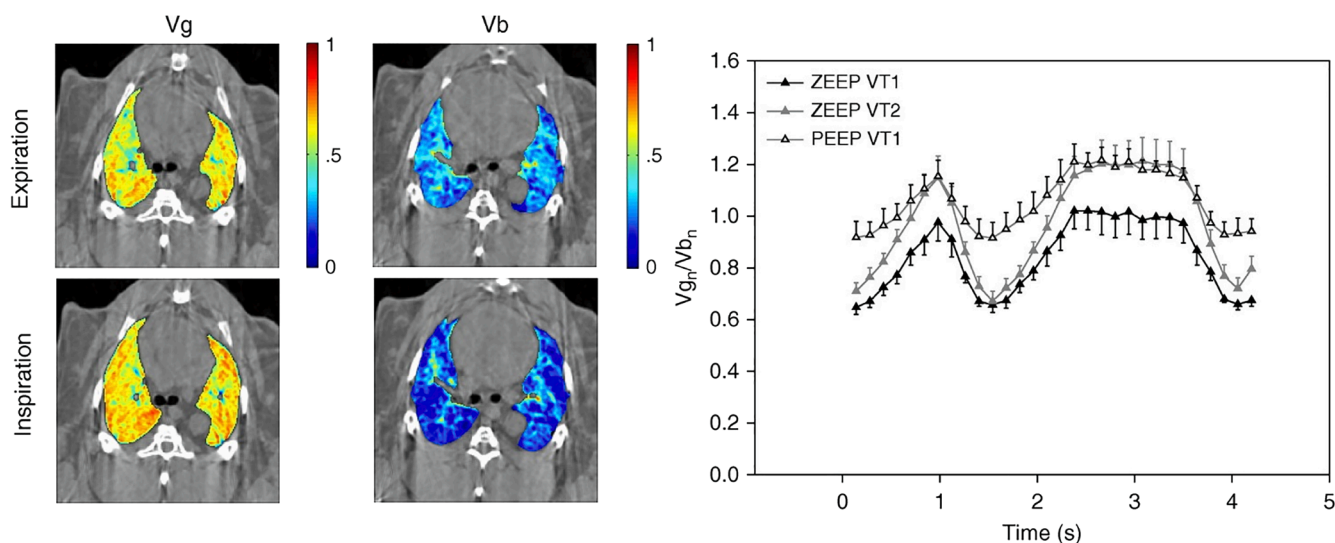 Vg
Vb
Expiration
1
.5
0
1
.5
0
Inspiration
1.6
1.4
1.2
1.0
0.8
0.6
0.4
0.2
0.0
Vgn/Vbn
ZEEP VT1
ZEEP VT2
PEEP VT1
0
1
2
3
4
5
Time (s)